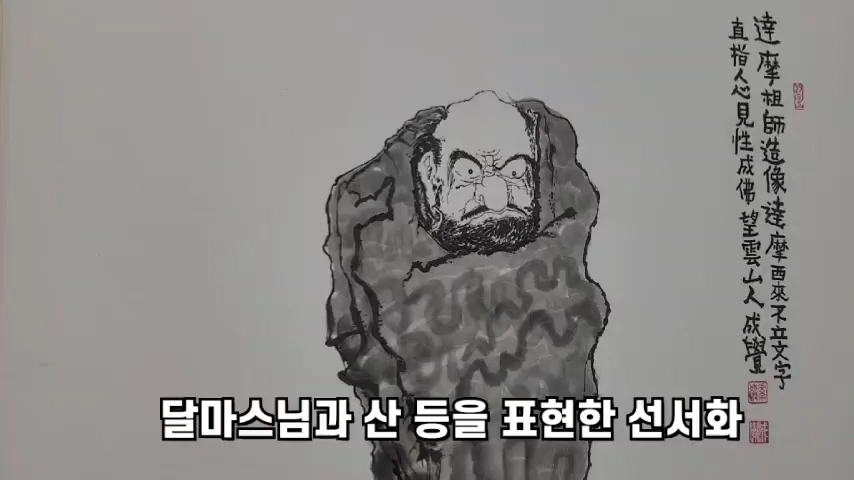 達摩祖師造像達摩西來不立文字
直指人心見性成佛望雲山人成覺
달마스님과 산 등을 표현한 선서화